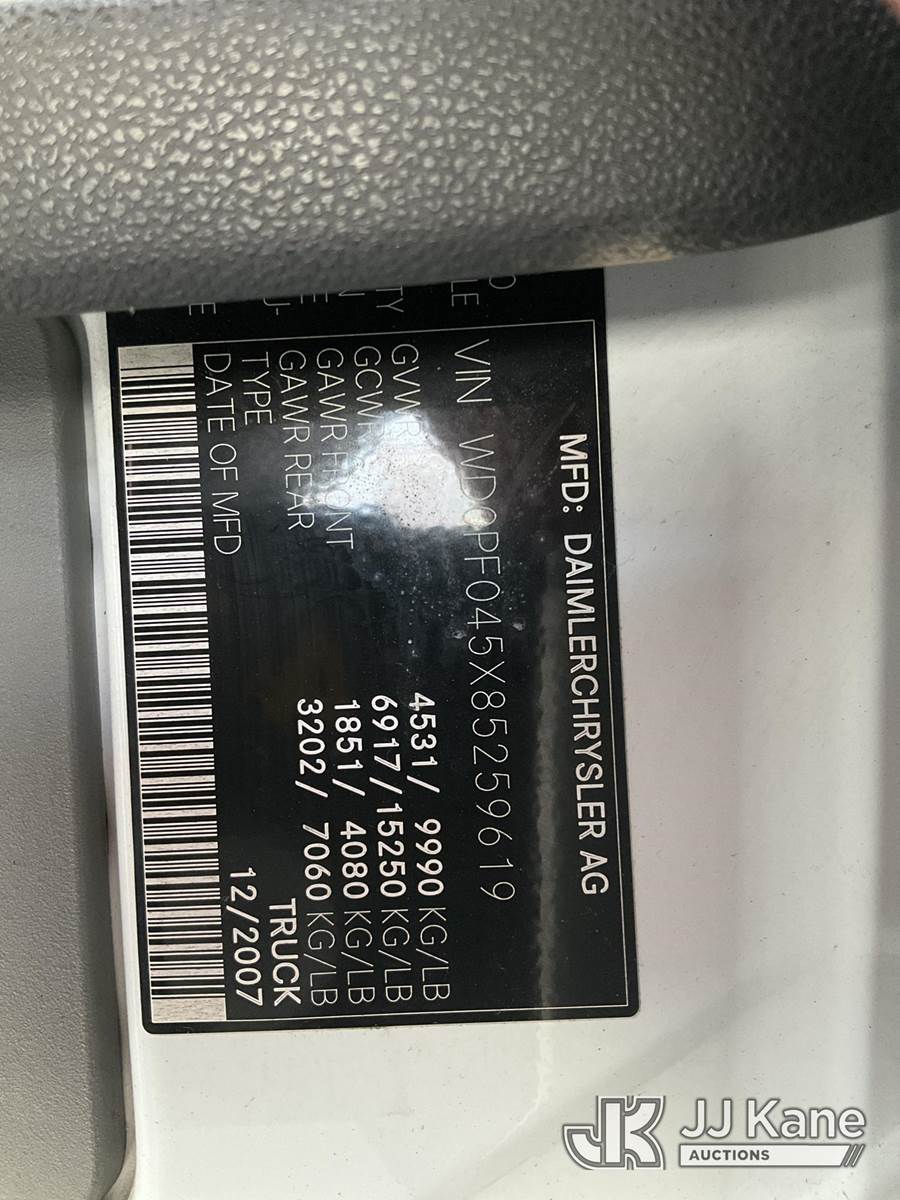 MFD: DAIMLERCHRYSLER AG
VIN WD0PF045X85259619
GVWR 4531/ 9990 KG/LB
GCWR 6917/15250 KG/LB
GAWR FRONT 1851/ 4080 KG/LB
GAWR REAR 3202/ 7060 KG/LB
TYPE TRUCK
DATE OF MFD 12/2007
JJ Kane
AUCTIONS